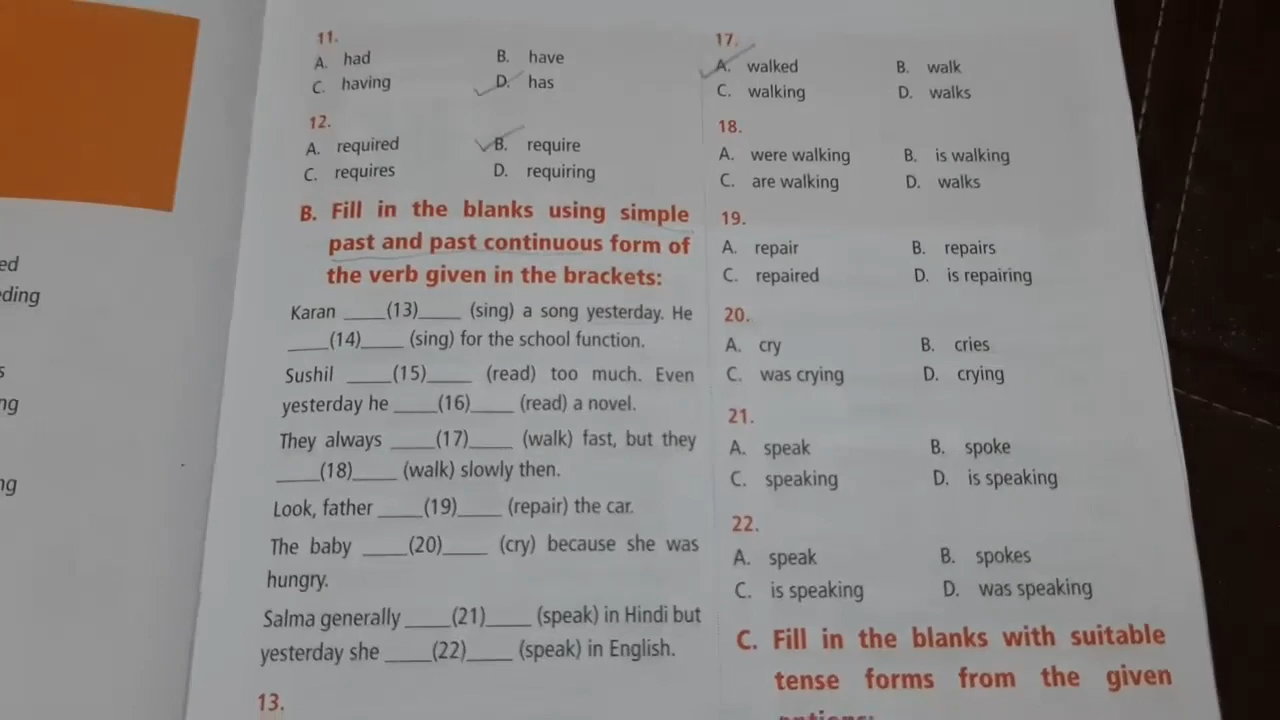 ed
ding
s
ng
ng
11.
A. had B. have
C. having D. has
12.
A. required B. require
C. requires D. requiring
B. Fill in the blanks using simple
past and past continuous form of
the verb given in the brackets:
Karan ____(13)____ (sing) a song yesterday. He
____(14)____ (sing) for the school function.
Sushil ____(15)____ (read) too much. Even
yesterday he ____(16)____ (read) a novel.
They always ____(17)____ (walk) fast, but they
____(18)____ (walk) slowly then.
Look, father ____(19)____ (repair) the car.
The baby ____(20)____ (cry) because she was
hungry.
Salma generally ____(21)____ (speak) in Hindi but
yesterday she ____(22)____ (speak) in English.
13.
17.
A. walked B. walk
C. walking D. walks
18.
A. were walking B. is walking
C. are walking D. walks
19.
A. repair B. repairs
C. repaired D. is repairing
20.
A. cry B. cries
C. was crying D. crying
21.
A. speak B. spoke
C. speaking D. is speaking
22.
A. speak B. spokes
C. is speaking D. was speaking
C. Fill in the blanks with suitable
tense forms from the given
options: